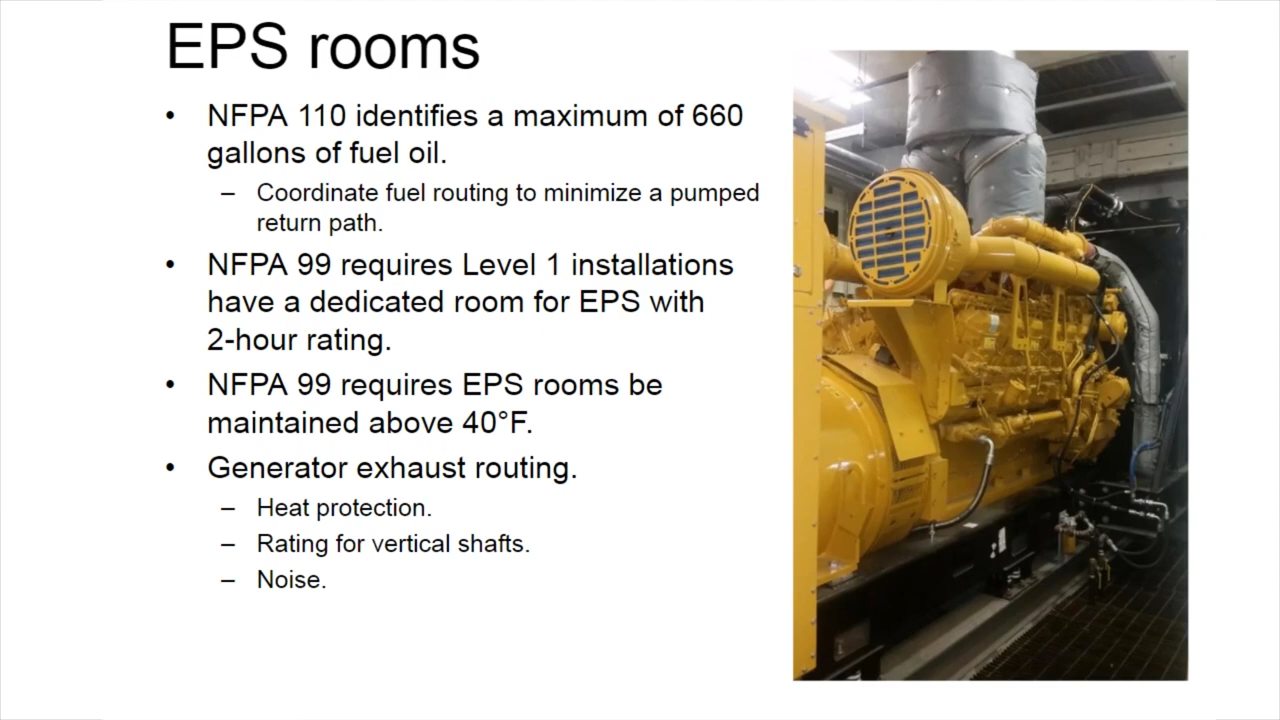 EPS rooms
• NFPA 110 identifies a maximum of 660
gallons of fuel oil.
– Coordinate fuel routing to minimize a pumped
return path.
• NFPA 99 requires Level 1 installations
have a dedicated room for EPS with
2-hour rating.
• NFPA 99 requires EPS rooms be
maintained above 40°F.
• Generator exhaust routing.
– Heat protection.
– Rating for vertical shafts.
– Noise.